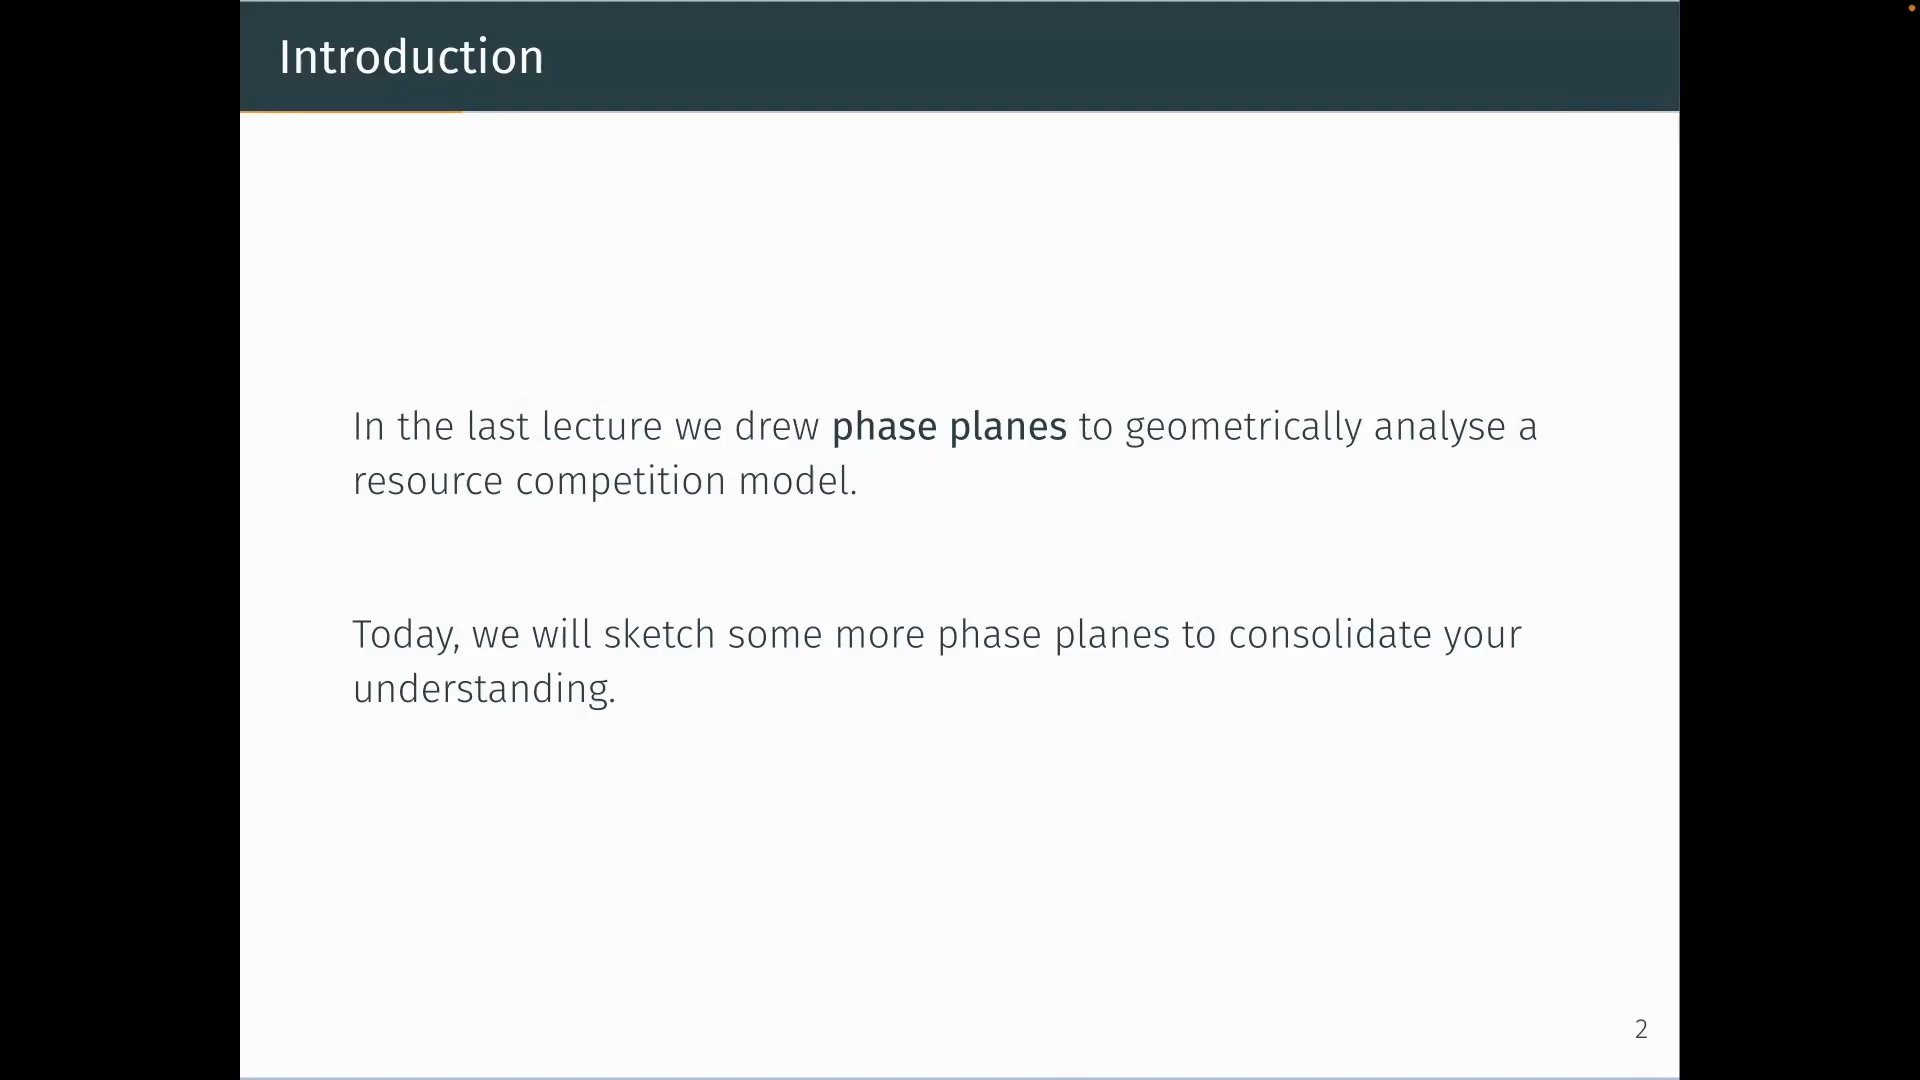 Introduction
In the last lecture we drew phase planes to geometrically analyse a
resource competition model.
Today, we will sketch some more phase planes to consolidate your
understanding.
2